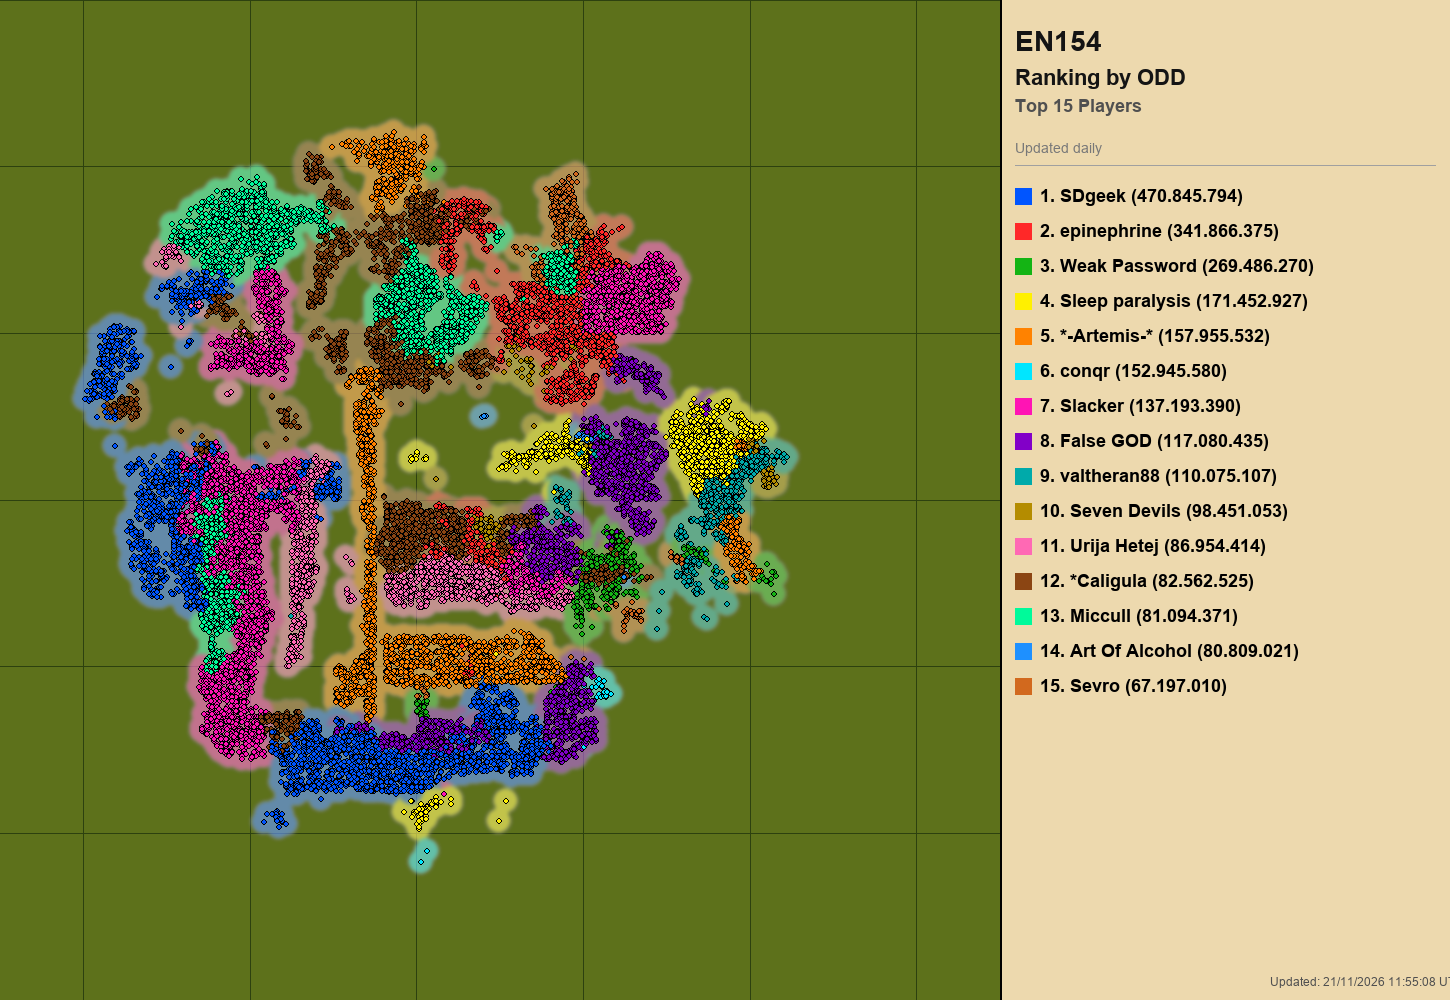 EN154
Ranking by ODD
Top 15 Players
Updated daily
1. SDgeek (470.845.794)
2. epinephrine (341.866.375)
3. Weak Password (269.486.270)
4. Sleep paralysis (171.452.927)
5. *-Artemis-* (157.955.532)
6. conqr (152.945.580)
7. Slacker (137.193.390)
8. False GOD (117.080.435)
9. valtheran88 (110.075.107)
10. Seven Devils (98.451.053)
11. Urija Hetej (86.954.414)
12. *Caligula (82.562.525)
13. Miccull (81.094.371)
14. Art Of Alcohol (80.809.021)
15. Sevro (67.197.010)
Updated: 21/11/2026 11:55:08 U